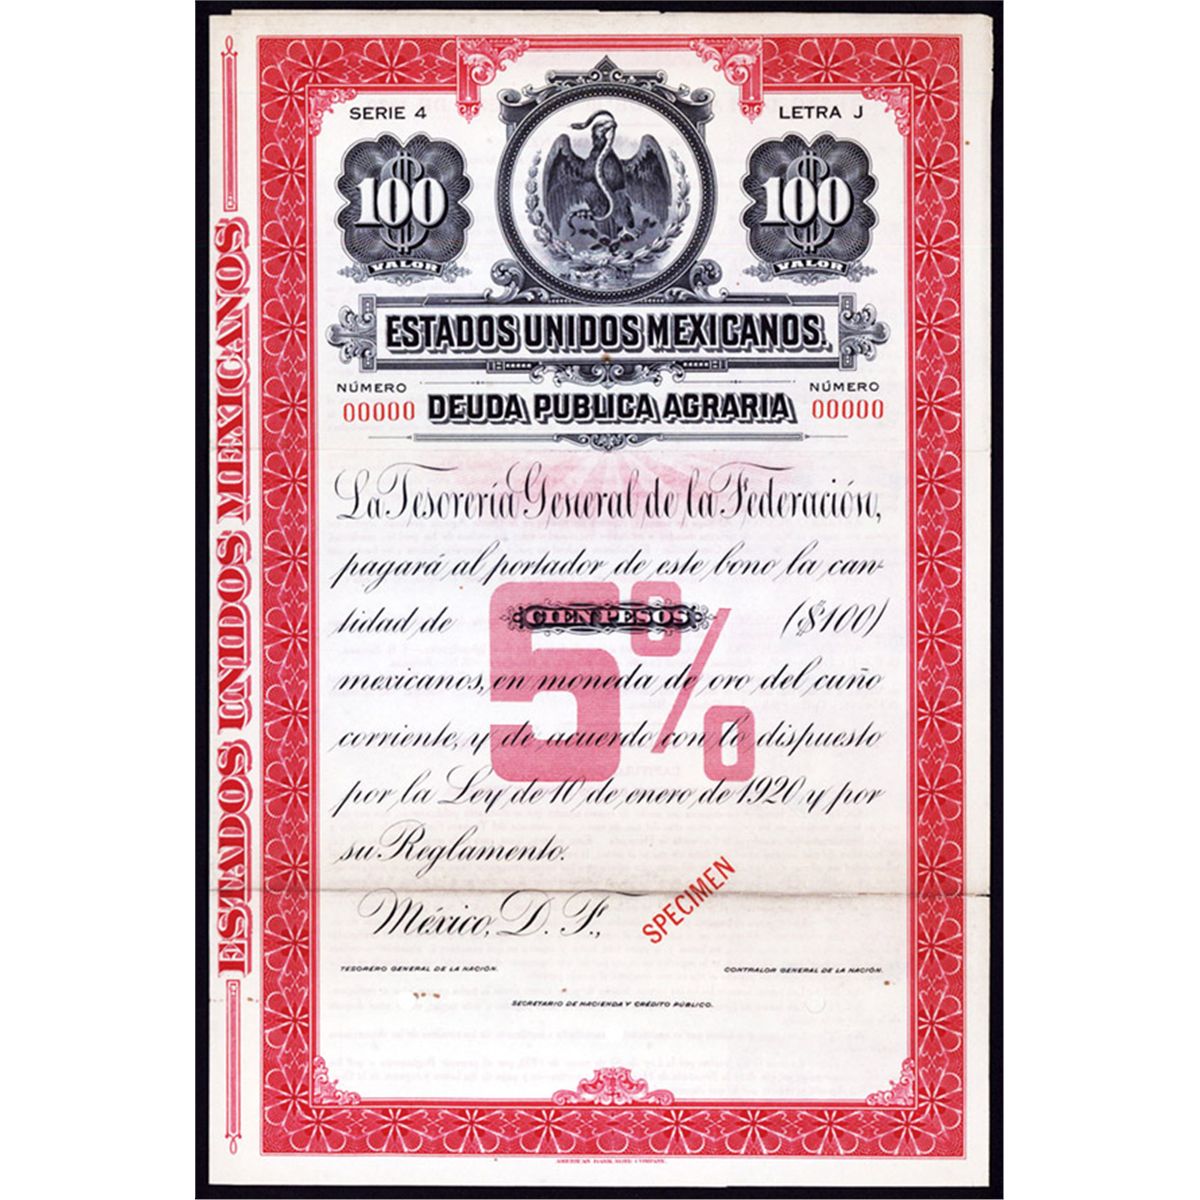 ESTADOS UNIDOS MEXICANOS
SERIE 4
LETRA J
$100
VALOR
$100
VALOR
ESTADOS UNIDOS MEXICANOS.
NÚMERO
00000
DEUDA PUBLICA AGRARIA
NÚMERO
00000
La Tesorería General de la Federación,
pagará al portador de este bono la can-
tidad de CIEN PESOS ($100)
mexicanos, en moneda de oro del cuño
corriente, y de acuerdo con lo dispuesto
por la Ley de 10 de enero de 1920 y por
su Reglamento.
5%
México, D. F.,
SPECIMEN
TESORERO GENERAL DE LA NACIÓN.
CONTRALOR GENERAL DE LA NACIÓN.
SECRETARIO DE HACIENDA Y CRÉDITO PÚBLICO.
AMERICAN BANK NOTE COMPANY.